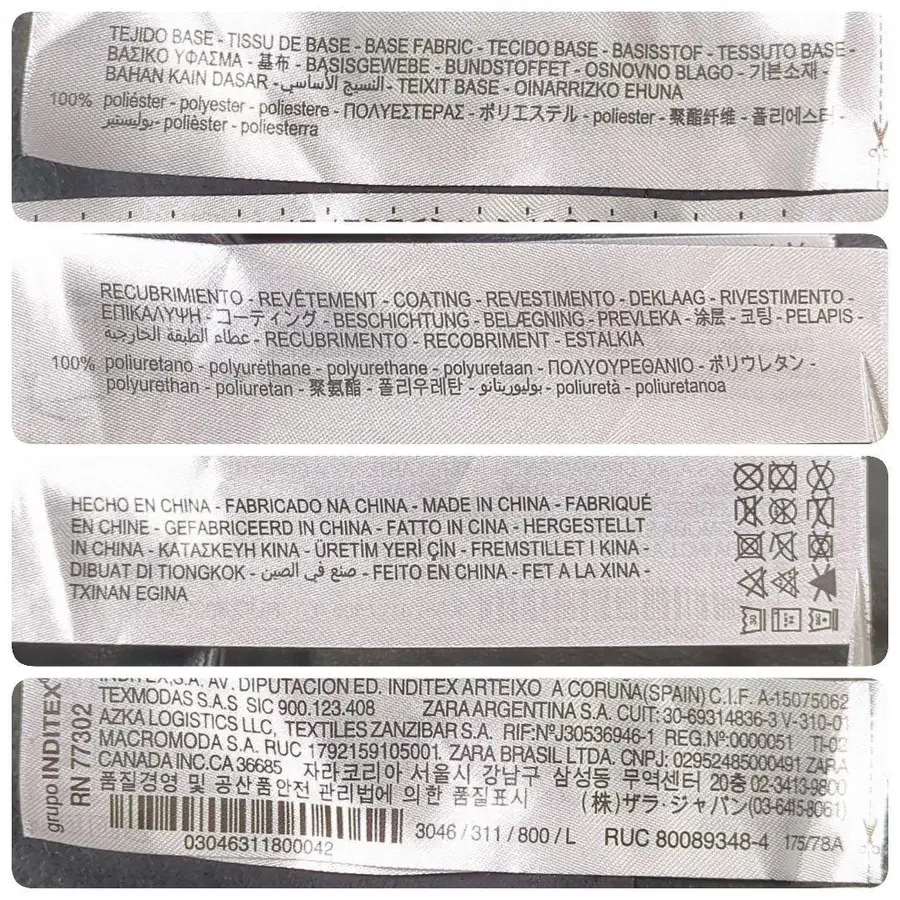 TEJIDO BASE - TISSU DE BASE - BASE FABRIC - TECIDO BASE - BASISSTOF - TESSUTO BASE -
ΒΑΣΙΚΟ ΥΦΑΣΜΑ - 基布 - BASISGEWEBE - BUNDSTOFFET - OSNOVNO BLAGO - 기본소재 -
BAHAN KAIN DASAR - النسيج الأساسي - TEIXIT BASE - OINARRIZKO EHUNA
100% poliéster - polyester - poliestere - ΠΟΛΥΕΣΤΕΡΑΣ - ポリエステル - poliester - 聚酯纤维 - 폴리에스터 -
بوليستير - polièster - poliesterra
RECUBRIMIENTO - REVÊTEMENT - COATING - REVESTIMENTO - DEKLAAG - RIVESTIMENTO -
ΕΠΙΚΑΛΥΨΗ - コーティング - BESCHICHTUNG - BELÆGNING - PREVLEKA - 涂层 - 코팅 - PELAPIS -
غطاء الطبقة الخارجية - RECUBRIMENTO - RECOBRIMENT - ESTALKIA
100% poliuretano - polyuréthane - polyurethane - polyuretaan - ΠΟΛΥΟΥΡΕΘΑΝΙΟ - ポリウレタン -
polyurethan - poliuretan - 聚氨酯 - 폴리우레탄 - بوليوريتانو - poliuretà - poliuretanoa
HECHO EN CHINA - FABRICADO NA CHINA - MADE IN CHINA - FABRIQUÉ
EN CHINE - GEFABRICEERD IN CHINA - FATTO IN CINA - HERGESTELLT
IN CHINA - ΚΑΤΑΣΚΕΥΗ ΚΙΝΑ - ÜRETİM YERİ ÇİN - FREMSTILLET I KINA -
DIBUAT DI TIONGKOK - صنع في الصين - FEITO EN CHINA - FET A LA XINA -
TXINAN EGINA
grupo INDITEX
RN 77302
INDITEX,S.A. AV. DIPUTACION ED. INDITEX ARTEIXO A CORUÑA(SPAIN) C.I.F. A-15075062
TEXMODAS S.A.S SIC 900.123.408 ZARA ARGENTINA S.A. CUIT: 30-69314836-3 V-310-01
AZKA LOGISTICS LLC, TEXTILES ZANZIBAR S.A. RIF:NºJ30536946-1 REG.Nº:0000051 TI-02
MACROMODA S.A. RUC 1792159105001, ZARA BRASIL LTDA. CNPJ: 02952485000491 ZARA
CANADA INC.CA 36685 자라코리아 서울시 강남구 삼성동 무역센터 20층 02-3413-9800
품질경영 및 공산품안전 관리법에 의한 품질표시 (株)ザラ・ジャパン(03-6415-8061)
03046311800042 3046 / 311 / 800 / L RUC 80089348-4 175/78A